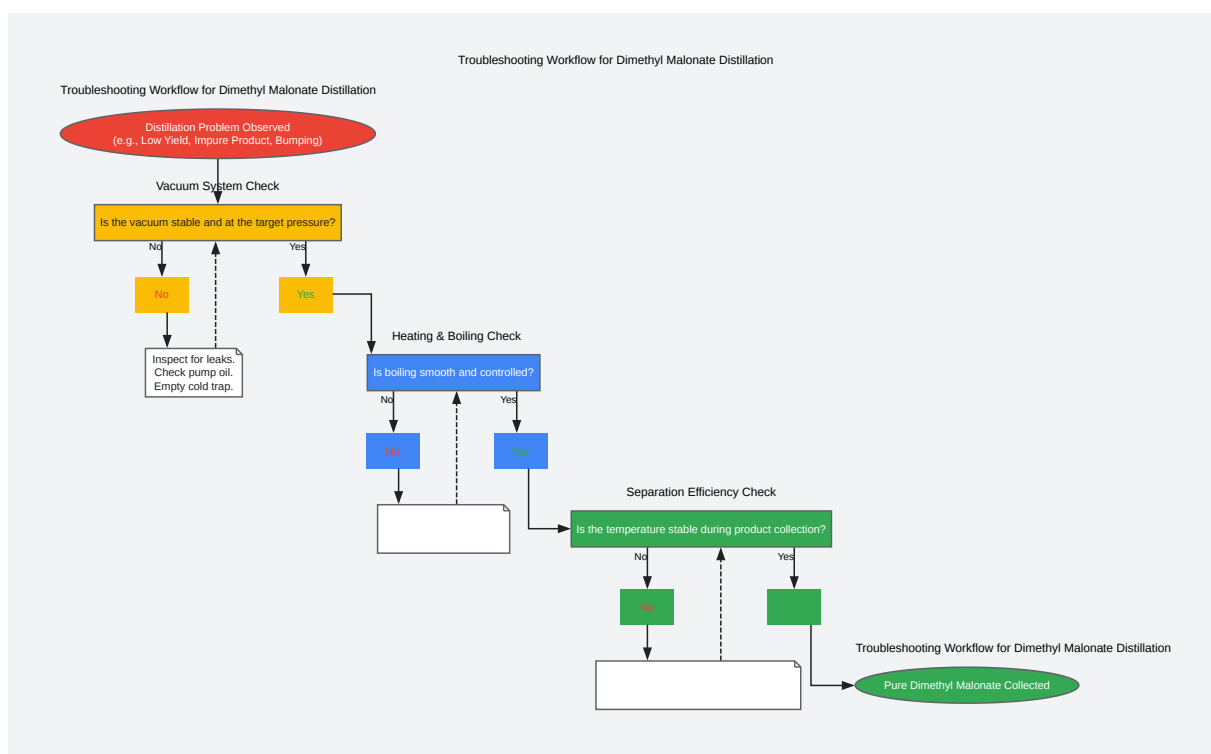 Troubleshooting Workflow for Dimethyl Malonate Distillation
Troubleshooting Workflow for Dimethyl Malonate Distillation
Distillation Problem Observed
(e.g., Low Yield, Impure Product, Bumping)
Vacuum System Check
Is the vacuum stable and at the target pressure?
No
Yes
No
Yes
Inspect for leaks.
Check pump oil.
Empty cold trap.
Heating & Boiling Check
Is boiling smooth and controlled?
No
Yes
No
Yes
Separation Efficiency Check
Is the temperature stable during product collection?
No
Yes
No
Troubleshooting Workflow for Dimethyl Malonate Distillation
Pure Dimethyl Malonate Collected